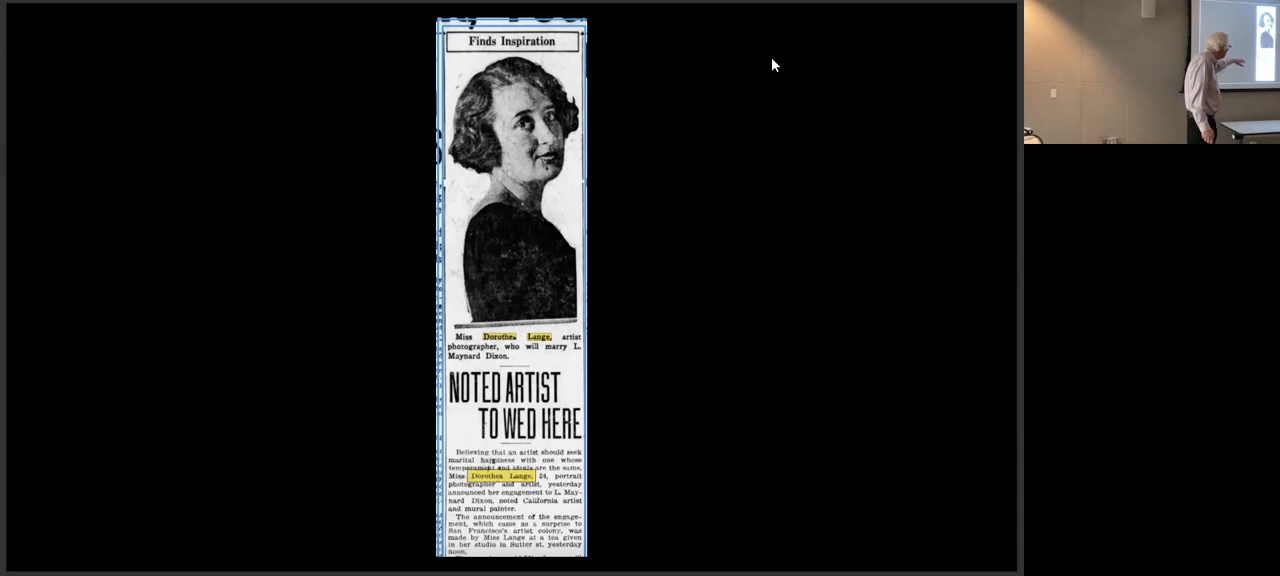 Finds Inspiration
Miss Dorothea Lange, artist
photographer, who will marry L.
Maynard Dixon.
NOTED ARTIST
TO WED HERE
Believing that an artist should seek
marital happiness with one whose
temperament and ideals are the same,
Miss Dorothea Lange, 24, portrait
photographer and artist, yesterday
announced her engagement to L. May-
nard Dixon, noted California artist
and mural painter.
The announcement of the engage-
ment, which came as a surprise to
San Francisco's artist colony, was
made by Miss Lange at a tea given
in her studio in Sutter st. yesterday
noon.